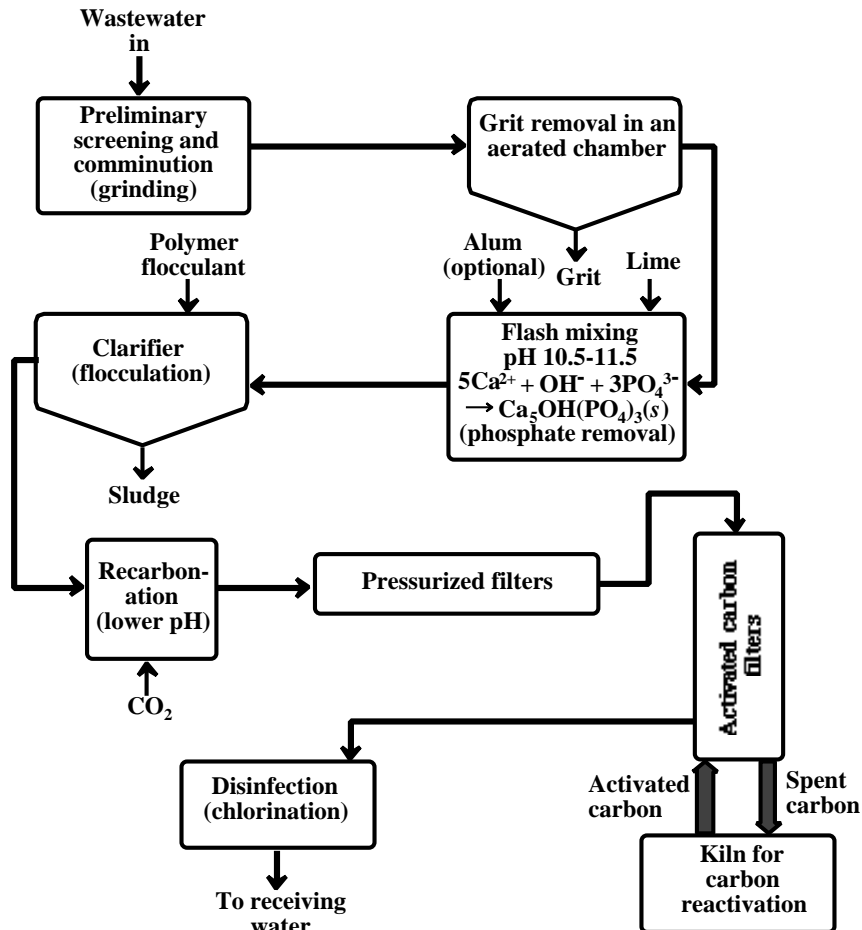 Wastewater
in
Preliminary
screening and
comminution
(grinding)
Grit removal in an
aerated chamber
Grit
Polymer
flocculant
Alum
(optional)
Lime
Clarifier
(flocculation)
Flash mixing
pH 10.5-11.5
5Ca²⁺ + OH⁻ + 3PO₄³⁻
→ Ca₅OH(PO₄)₃(s)
(phosphate removal)
Sludge
Recarbon-
ation
(lower pH)
CO₂
Pressurized filters
Activated carbon
filters
Disinfection
(chlorination)
Activated
carbon
Spent
carbon
Kiln for
carbon
reactivation
To receiving
water